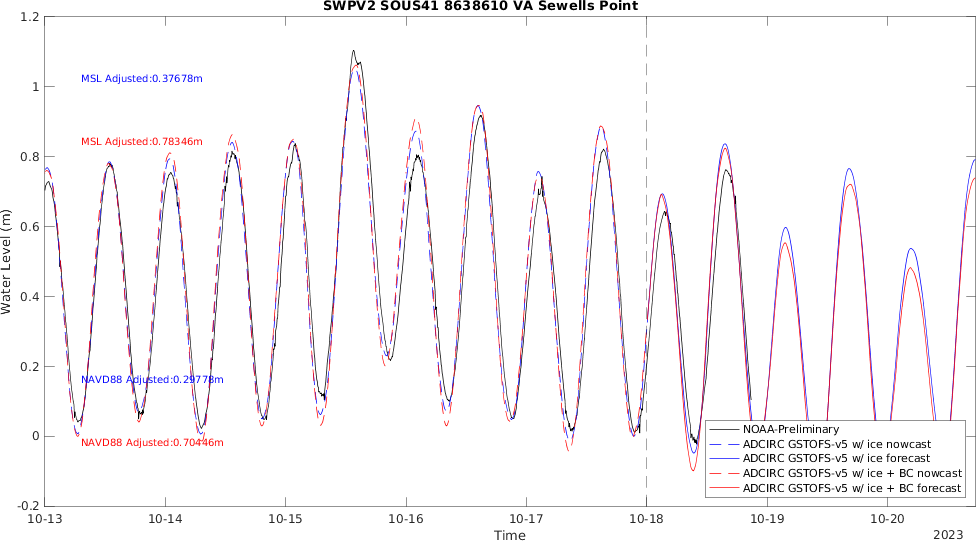 SWPV2 SOUS41 8638610 VA Sewells Point
1.2
1
0.8
0.6
0.4
0.2
0
-0.2
Water Level (m)
MSL Adjusted:0.37678m
MSL Adjusted:0.78346m
NAVD88 Adjusted:0.29778m
NAVD88 Adjusted:0.70446m
NOAA-Preliminary
ADCIRC GSTOFS-v5 w/ ice nowcast
ADCIRC GSTOFS-v5 w/ ice forecast
ADCIRC GSTOFS-v5 w/ ice + BC nowcast
ADCIRC GSTOFS-v5 w/ ice + BC forecast
10-13 10-14 10-15 10-16 10-17 10-18 10-19 10-20
Time
2023